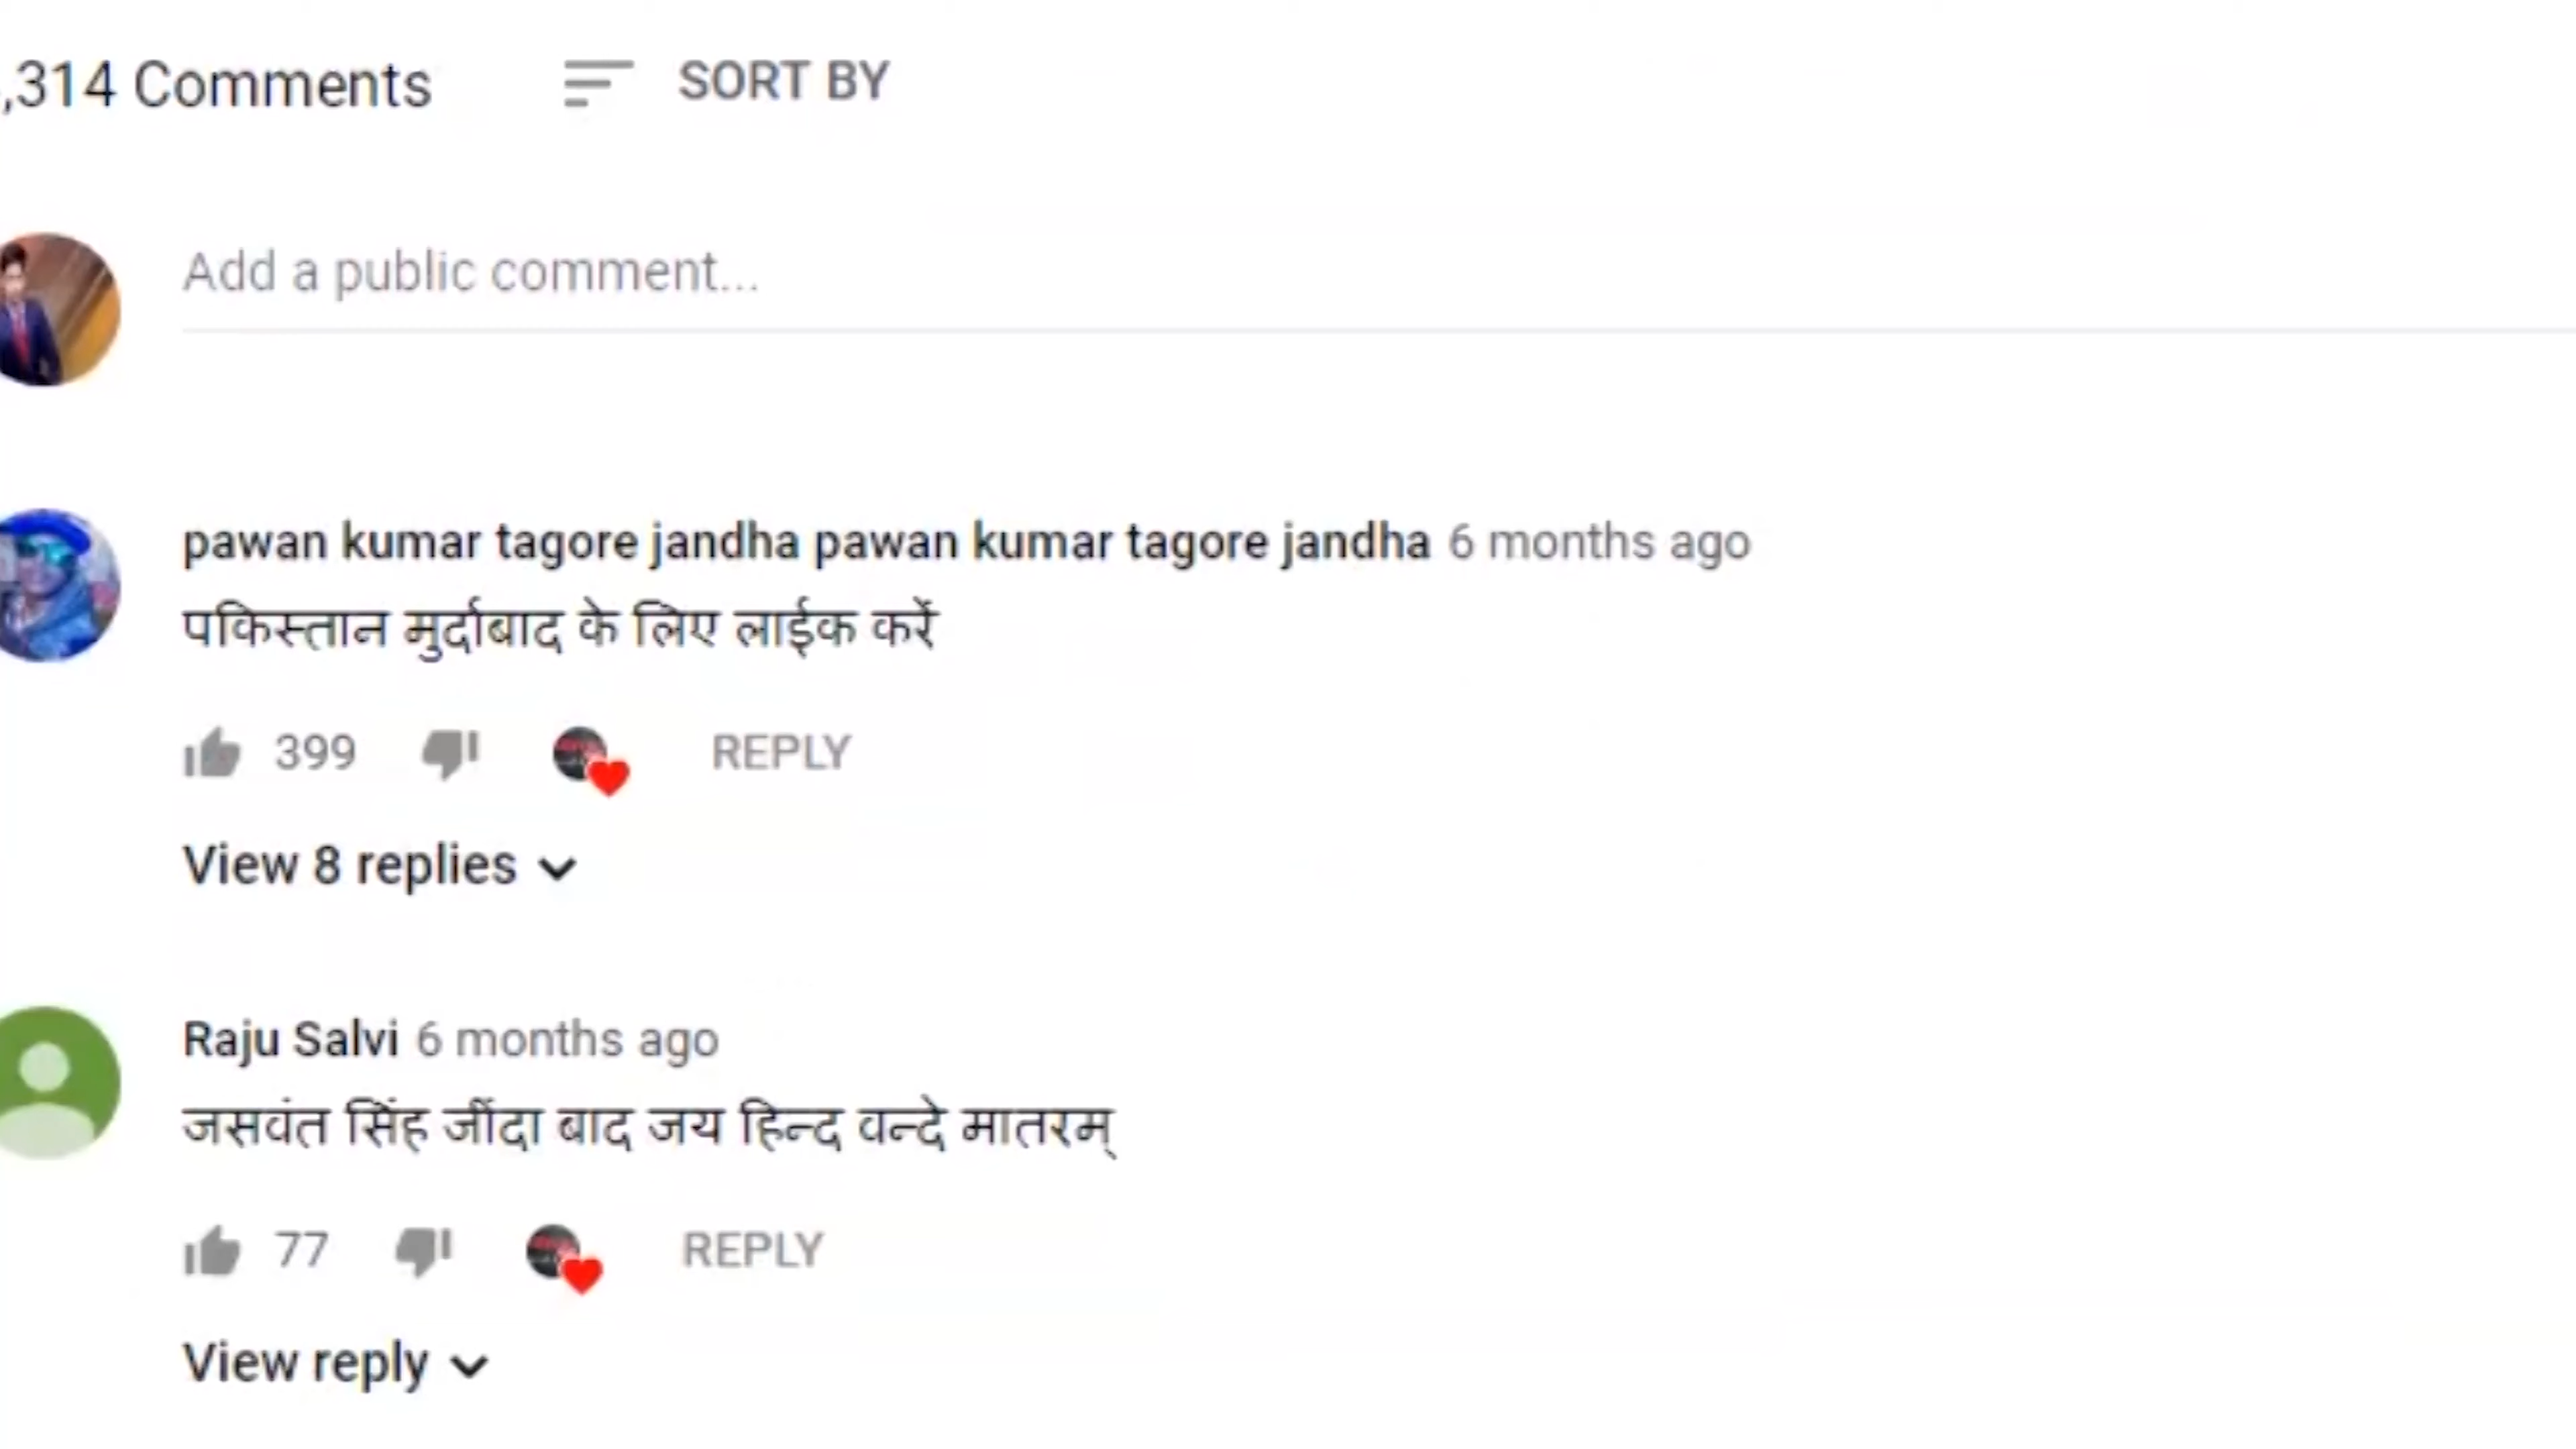 ,314 Comments SORT BY
Add a public comment...
pawan kumar tagore jandha pawan kumar tagore jandha 6 months ago
पकिस्तान मुर्दाबाद के लिए लाईक करें
399 REPLY
View 8 replies
Raju Salvi 6 months ago
जसवंत सिंह जींदा बाद जय हिन्द वन्दे मातरम्
77 REPLY
View reply